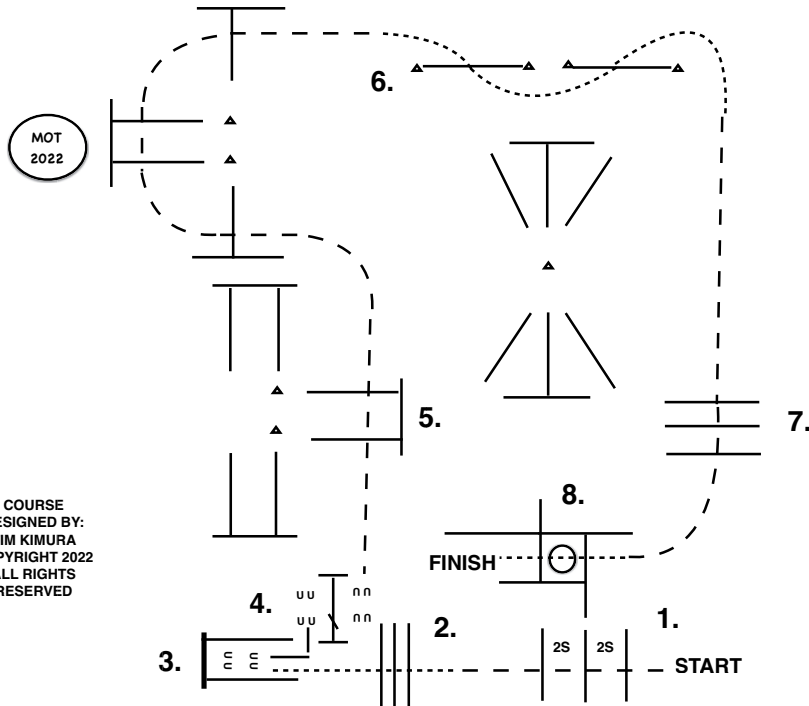 MOT
2022
6.
5.
7.
COURSE
ESIGNED BY:
IM KIMURA
PYRIGHT 2022
ALL RIGHTS
RESERVED
8.
FINISH
4.
2.
1.
3.
2S 2S
START